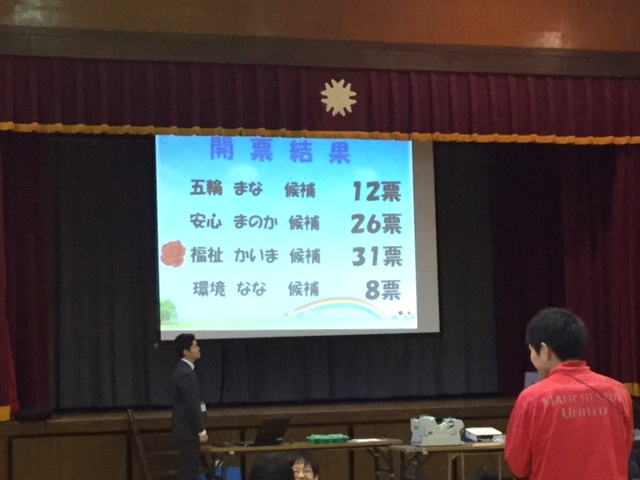 開票結果
五輪 まな 候補 12票
安心 まのか 候補 26票
福祉 かいま 候補 31票
環境 なな 候補 8票
MANCHESTER
UNITED